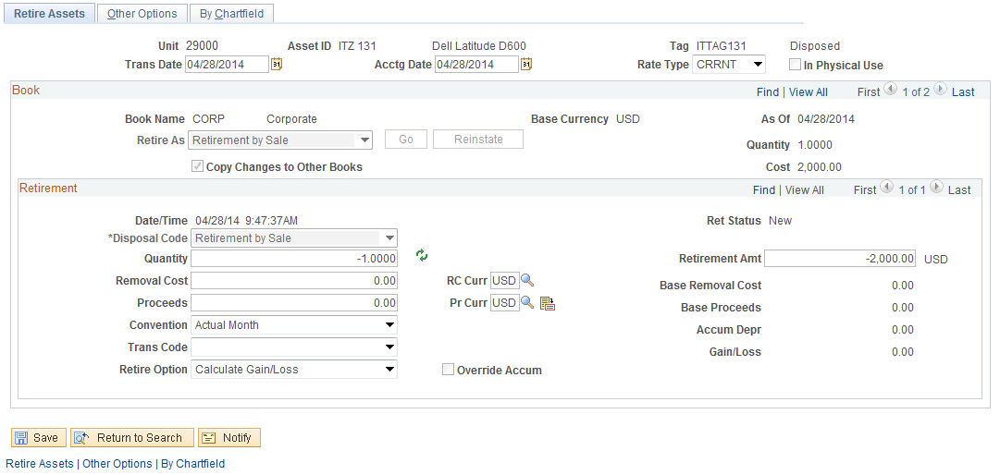 Retire Assets Other Options By Chartfield
Unit 29000 Asset ID ITZ 131 Dell Latitude D600 Tag ITTAG131 Disposed
Trans Date 04/28/2014 31 Acctg Date 04/28/2014 31 Rate Type CRRNT In Physical Use
Book Find | View All First 1 of 2 Last
Book Name CORP Corporate Base Currency USD As Of 04/28/2014
Retire As Retirement by Sale Go Reinstate
Quantity 1.0000
Copy Changes to Other Books Cost 2,000.00
Retirement Find | View All First 1 of 1 Last
Date/Time 04/28/14 9:47:37AM Ret Status New
*Disposal Code Retirement by Sale
Quantity -1.0000 Retirement Amt -2,000.00 USD
Removal Cost 0.00 RC Curr USD Base Removal Cost 0.00
Proceeds 0.00 Pr Curr USD Base Proceeds 0.00
Convention Actual Month Accum Depr 0.00
Trans Code Gain/Loss 0.00
Retire Option Calculate Gain/Loss Override Accum
Save Return to Search Notify
Retire Assets | Other Options | By Chartfield